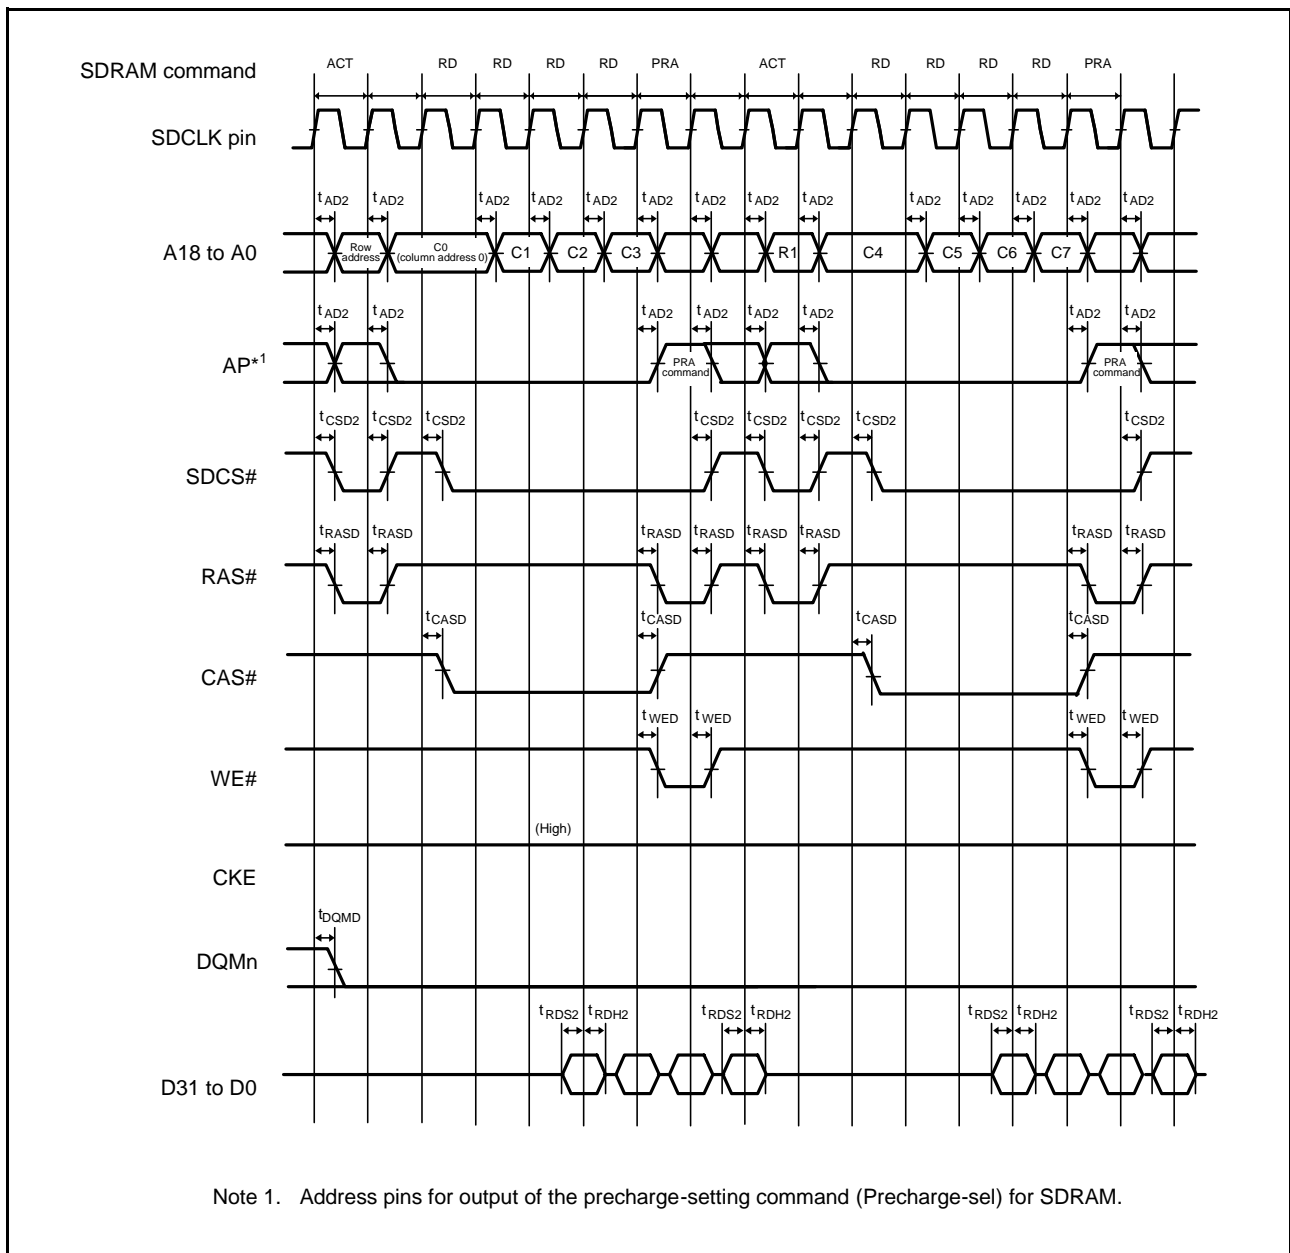 SDRAM command ACT RD RD RD RD PRA ACT RD RD RD RD PRA
SDCLK pin
tAD2 tAD2 tAD2 tAD2 tAD2 tAD2 tAD2 tAD2 tAD2 tAD2 tAD2 tAD2 tAD2 tAD2
A18 to A0 Row address C0 (column address 0) C1 C2 C3 R1 C4 C5 C6 C7
tAD2 tAD2 tAD2 tAD2 tAD2 tAD2 tAD2 tAD2
AP*1 PRA command PRA command
tCSD2 tCSD2 tCSD2 tCSD2 tCSD2 tCSD2 tCSD2 tCSD2
SDCS#
tRASD tRASD tRASD tRASD tRASD tRASD tRASD tRASD
RAS#
tCASD tCASD tCASD tCASD
CAS#
tWED tWED tWED tWED
WE#
(High)
CKE
tDQMD
DQMn
tRDS2 tRDH2 tRDS2 tRDH2 tRDS2 tRDH2 tRDS2 tRDH2
D31 to D0
Note 1. Address pins for output of the precharge-setting command (Precharge-sel) for SDRAM.